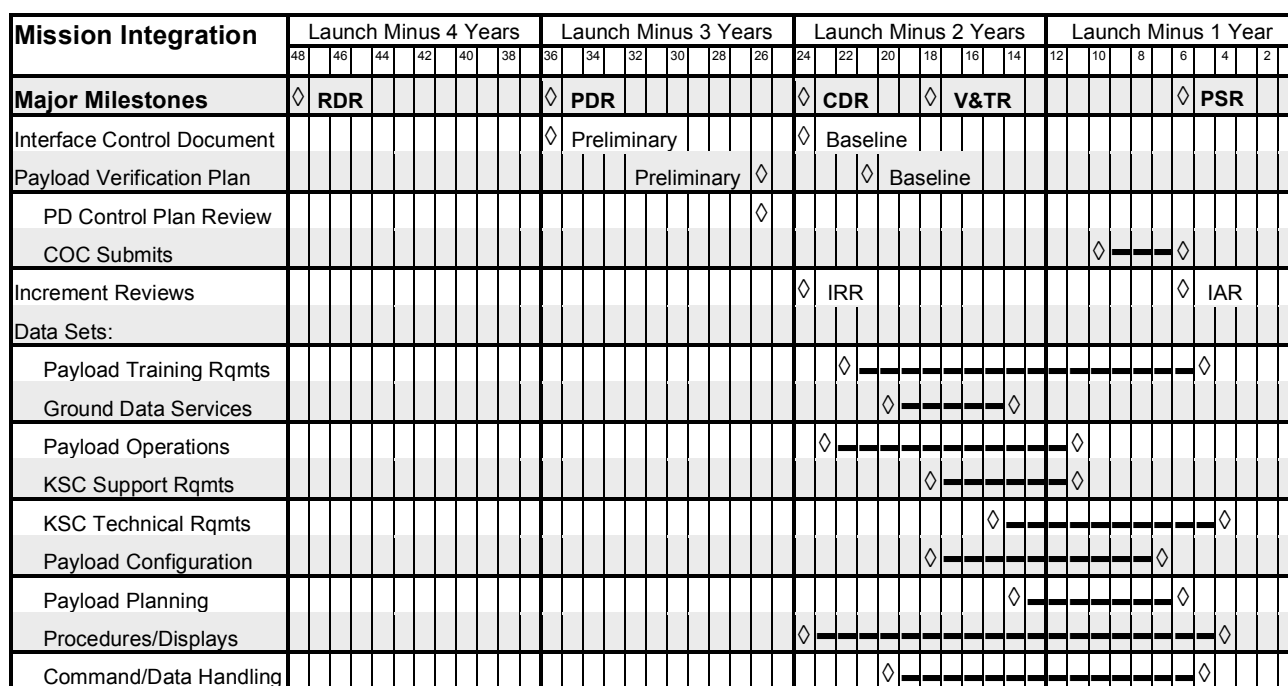 Mission Integration Launch Minus 4 Years Launch Minus 3 Years Launch Minus 2 Years Launch Minus 1 Year
48 46 44 42 40 38 36 34 32 30 28 26 24 22 20 18 16 14 12 10 8 6 4 2
Major Milestones ◊ RDR ◊ PDR ◊ CDR ◊ V&TR ◊ PSR
Interface Control Document ◊ Preliminary ◊ Baseline
Payload Verification Plan Preliminary ◊ ◊ Baseline
PD Control Plan Review ◊
COC Submits ◊ ◊
Increment Reviews ◊ IRR ◊ IAR
Data Sets:
Payload Training Rqmts ◊ ◊
Ground Data Services ◊ ◊
Payload Operations ◊ ◊
KSC Support Rqmts ◊ ◊
KSC Technical Rqmts ◊ ◊
Payload Configuration ◊ ◊
Payload Planning ◊ ◊
Procedures/Displays ◊ ◊
Command/Data Handling ◊ ◊